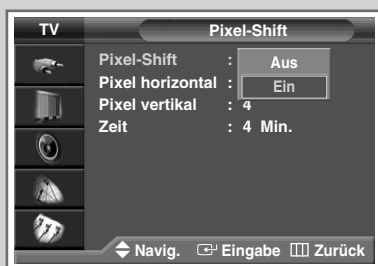 TV Pixel-Shift
Pixel-Shift : Aus
Pixel horizontal : Ein
Pixel vertikal : 4
Zeit : 4 Min.
Navig. Eingabe Zurück